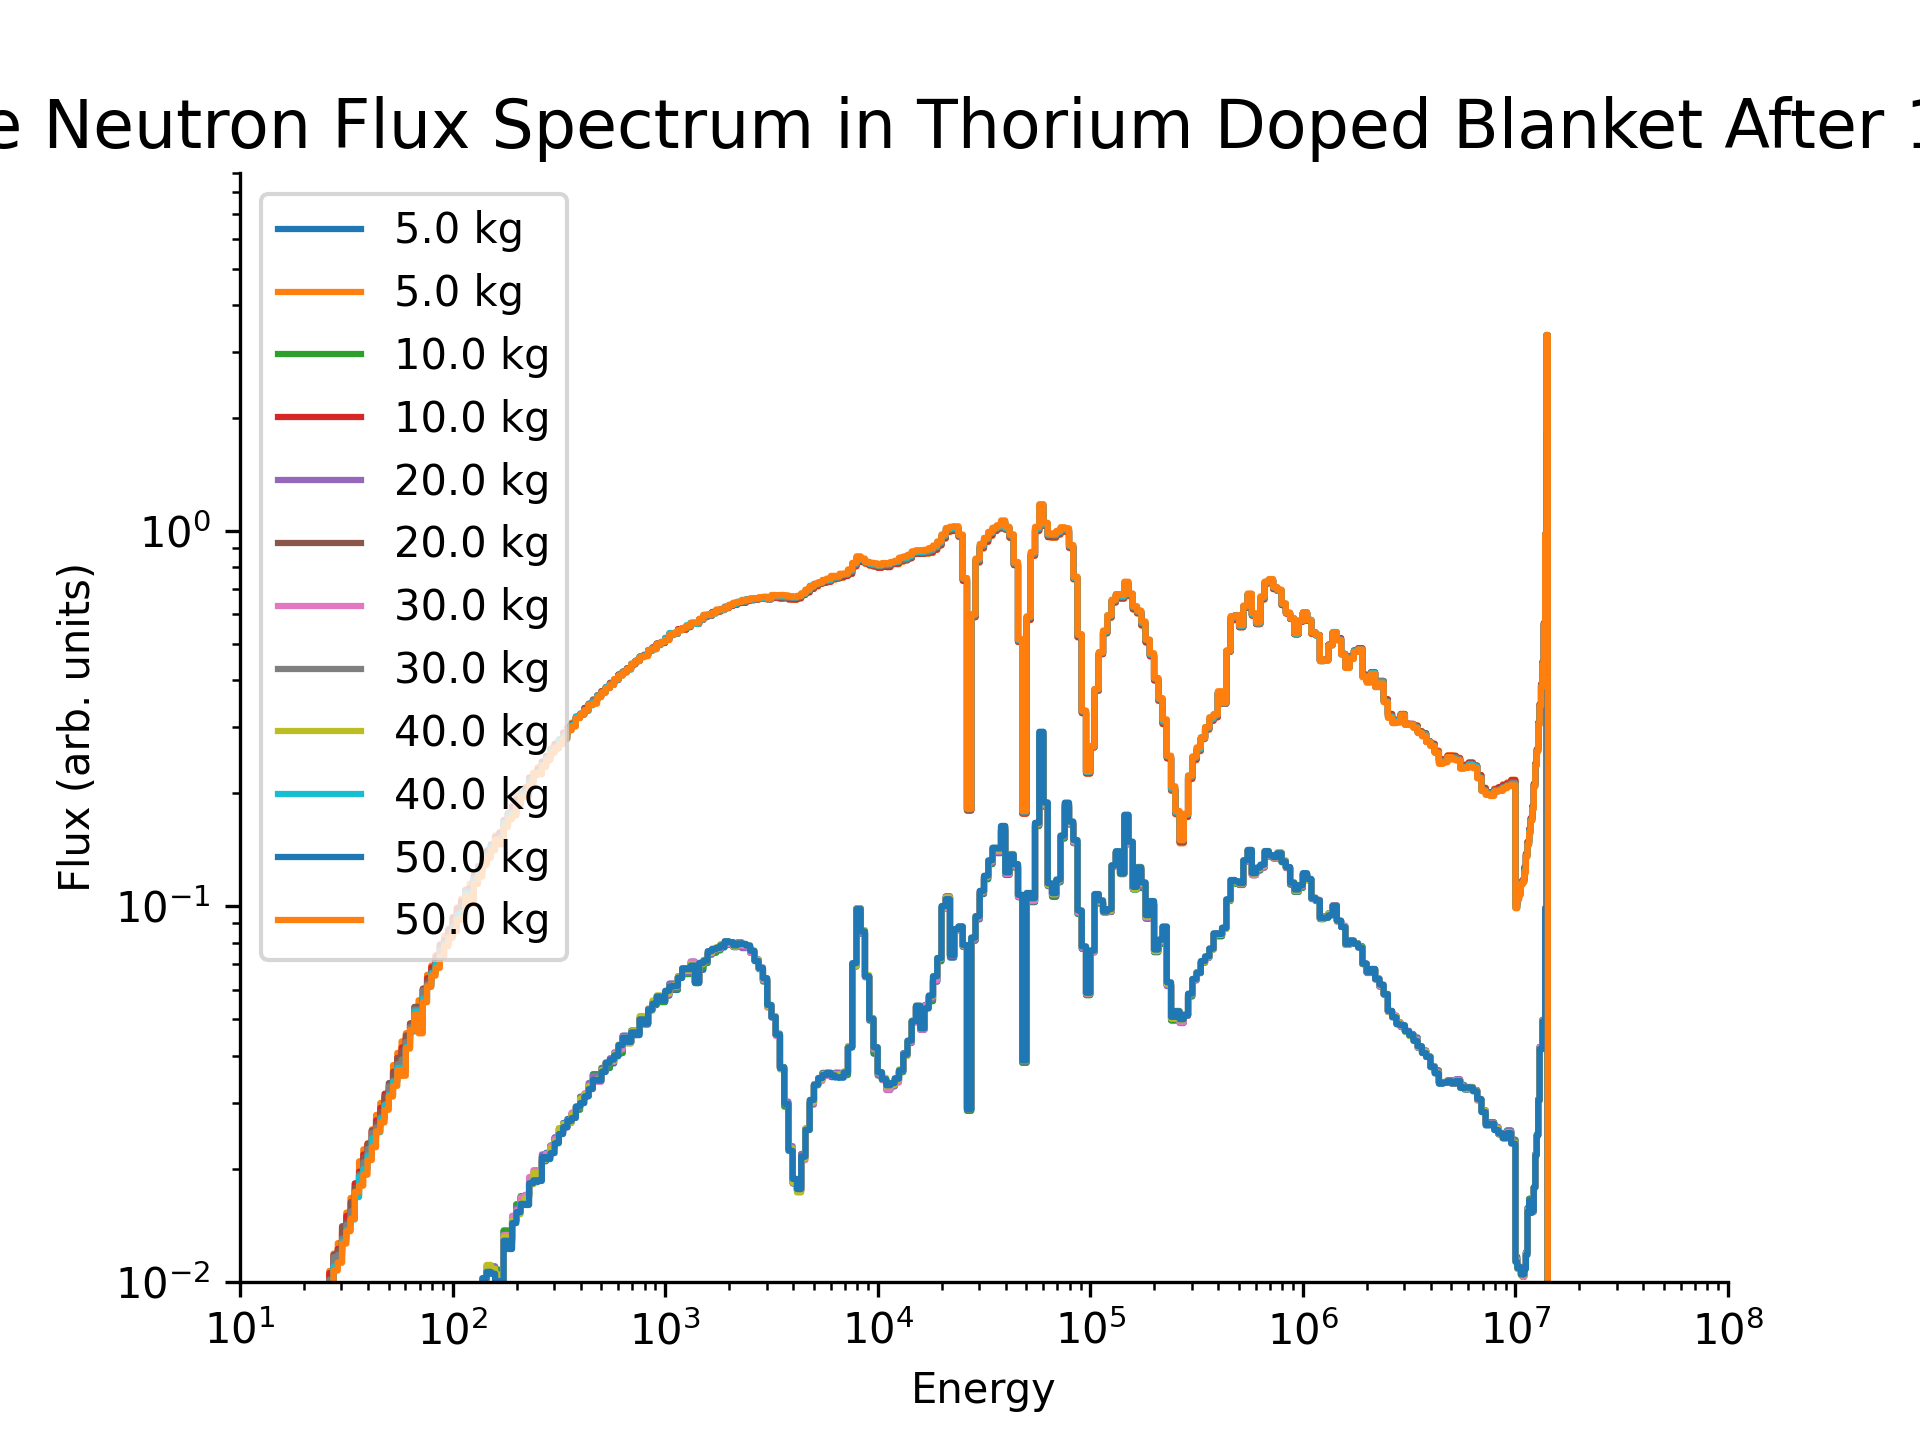 e Neutron Flux Spectrum in Thorium Doped Blanket After 1
5.0 kg
5.0 kg
10.0 kg
10.0 kg
20.0 kg
20.0 kg
30.0 kg
30.0 kg
40.0 kg
40.0 kg
50.0 kg
50.0 kg
Flux (arb. units)
10⁰
10⁻¹
10⁻²
10¹ 10² 10³ 10⁴ 10⁵ 10⁶ 10⁷ 10⁸
Energy